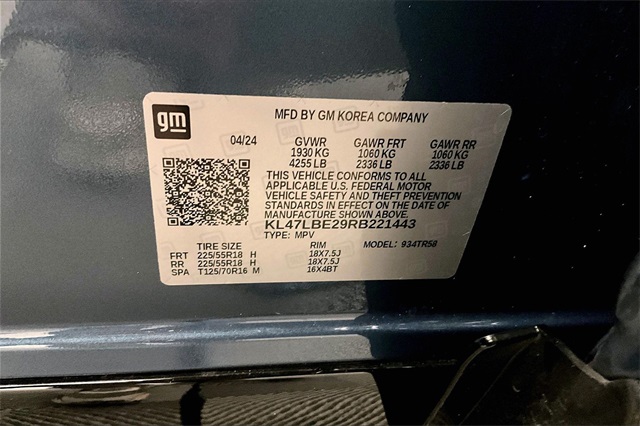 gm
MFD BY GM KOREA COMPANY
04/24 GVWR GAWR FRT GAWR RR
1930 KG 1060 KG 1060 KG
4255 LB 2336 LB 2336 LB
THIS VEHICLE CONFORMS TO ALL
APPLICABLE U.S. FEDERAL MOTOR
VEHICLE SAFETY AND THEFT PREVENTION
STANDARDS IN EFFECT ON THE DATE OF
MANUFACTURE SHOWN ABOVE.
KL47LBE29RB221443
TYPE: MPV
TIRE SIZE RIM MODEL: 934TR58
FRT 225/55R18 H 18X7.5J
RR 225/55R18 H 18X7.5J
SPA T125/70R16 M 16X4BT